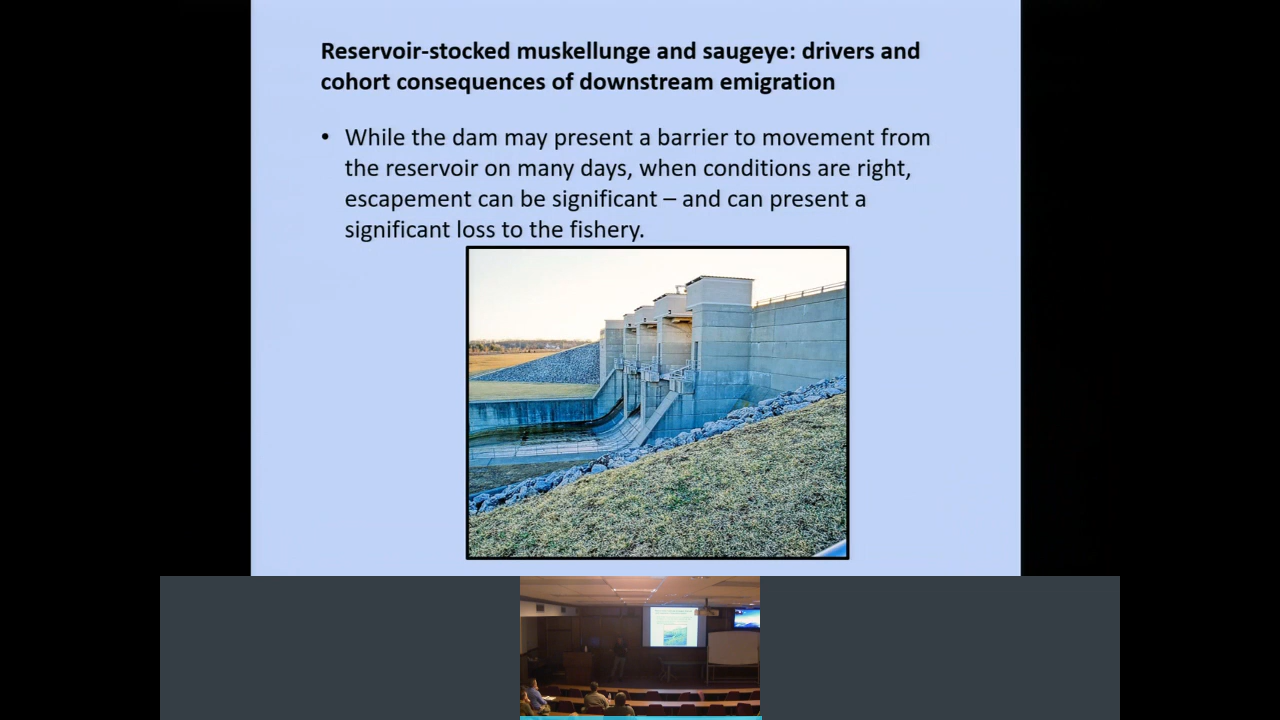 Reservoir-stocked muskellunge and saugeye: drivers and
cohort consequences of downstream emigration
• While the dam may present a barrier to movement from
the reservoir on many days, when conditions are right,
escapement can be significant – and can present a
significant loss to the fishery.